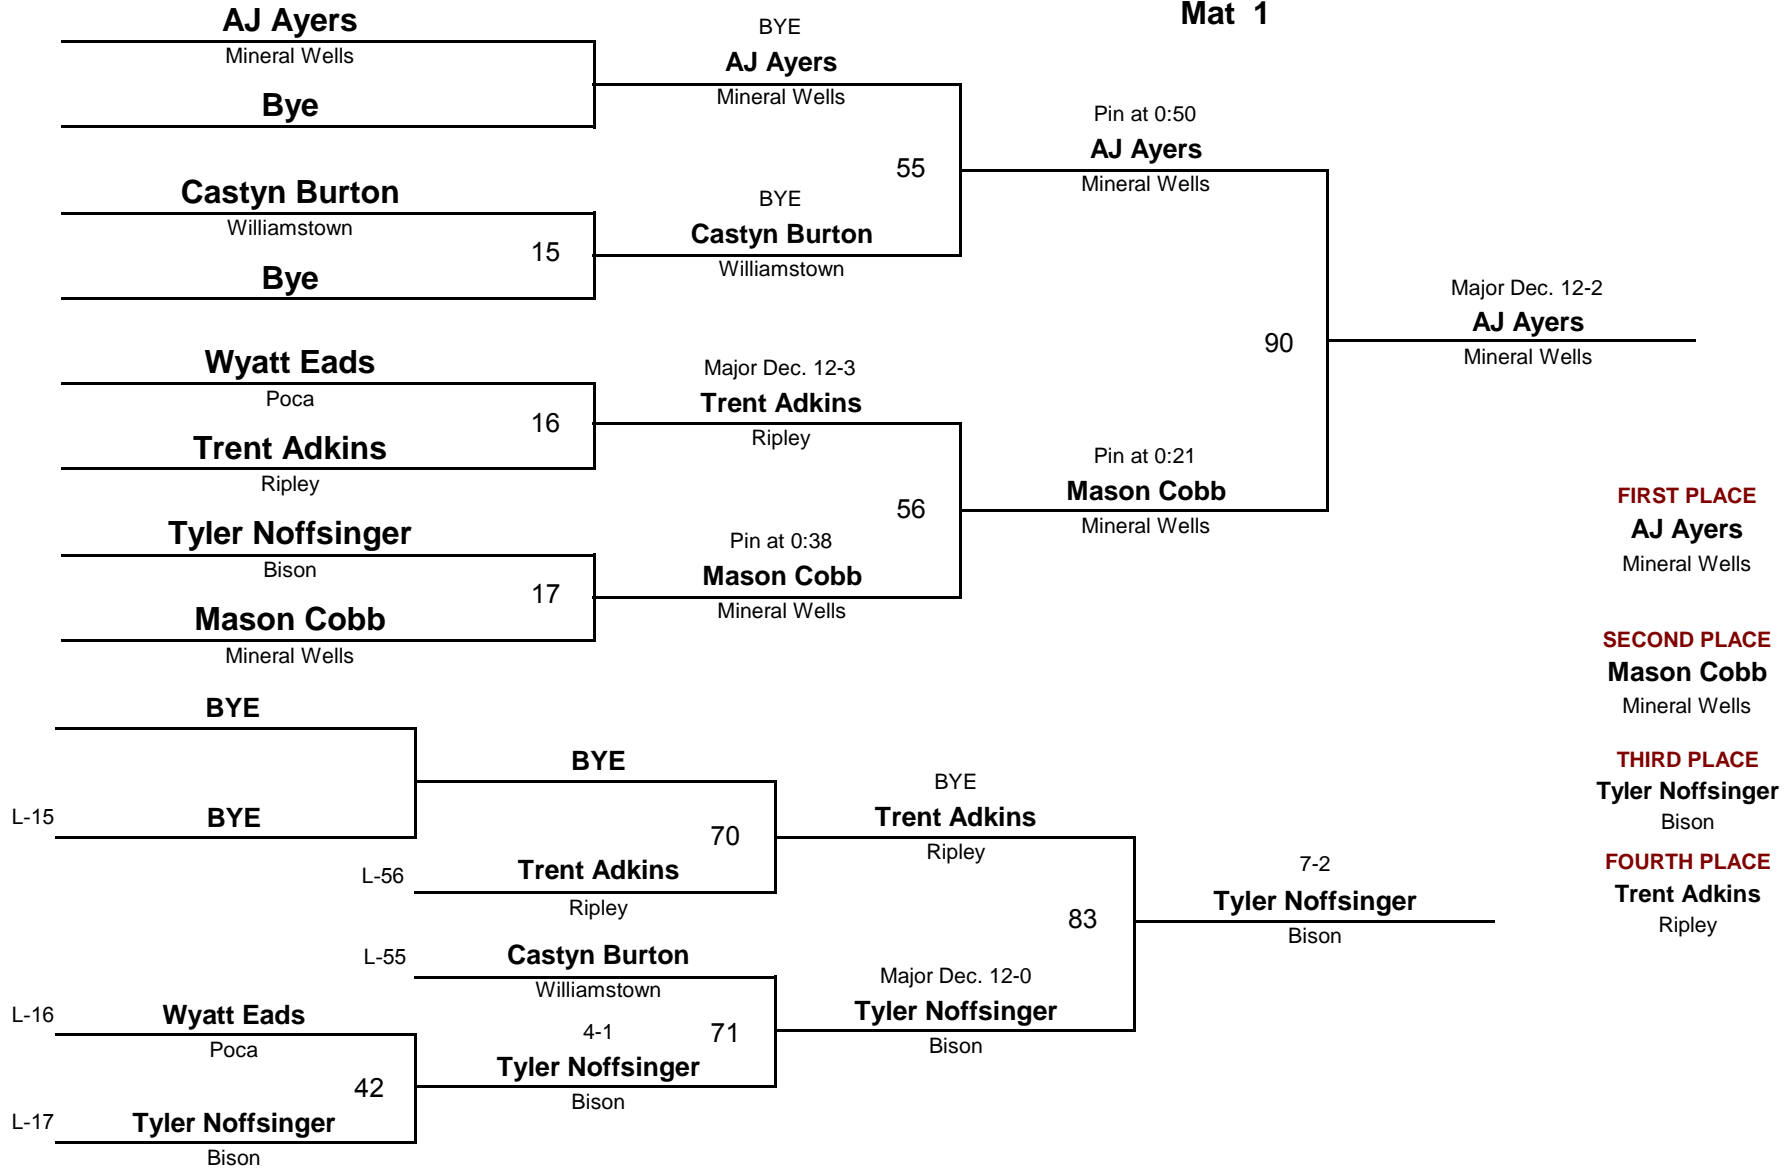 Mat 1
AJ Ayers
Mineral Wells
Bye
BYE
AJ Ayers
Mineral Wells
Castyn Burton
Williamstown
15
Bye
BYE
Castyn Burton
Williamstown
55
Pin at 0:50
AJ Ayers
Mineral Wells
Wyatt Eads
Poca
16
Trent Adkins
Ripley
Major Dec. 12-3
Trent Adkins
Ripley
Tyler Noffsinger
Bison
17
Mason Cobb
Mineral Wells
Pin at 0:38
Mason Cobb
Mineral Wells
56
Pin at 0:21
Mason Cobb
Mineral Wells
90
Major Dec. 12-2
AJ Ayers
Mineral Wells
FIRST PLACE
AJ Ayers
Mineral Wells
SECOND PLACE
Mason Cobb
Mineral Wells
THIRD PLACE
Tyler Noffsinger
Bison
FOURTH PLACE
Trent Adkins
Ripley
BYE
L-15
BYE
BYE
70
L-56
Trent Adkins
Ripley
BYE
Trent Adkins
Ripley
L-55
Castyn Burton
Williamstown
L-16
Wyatt Eads
Poca
42
L-17
Tyler Noffsinger
Bison
4-1
Tyler Noffsinger
Bison
71
Major Dec. 12-0
Tyler Noffsinger
Bison
83
7-2
Tyler Noffsinger
Bison